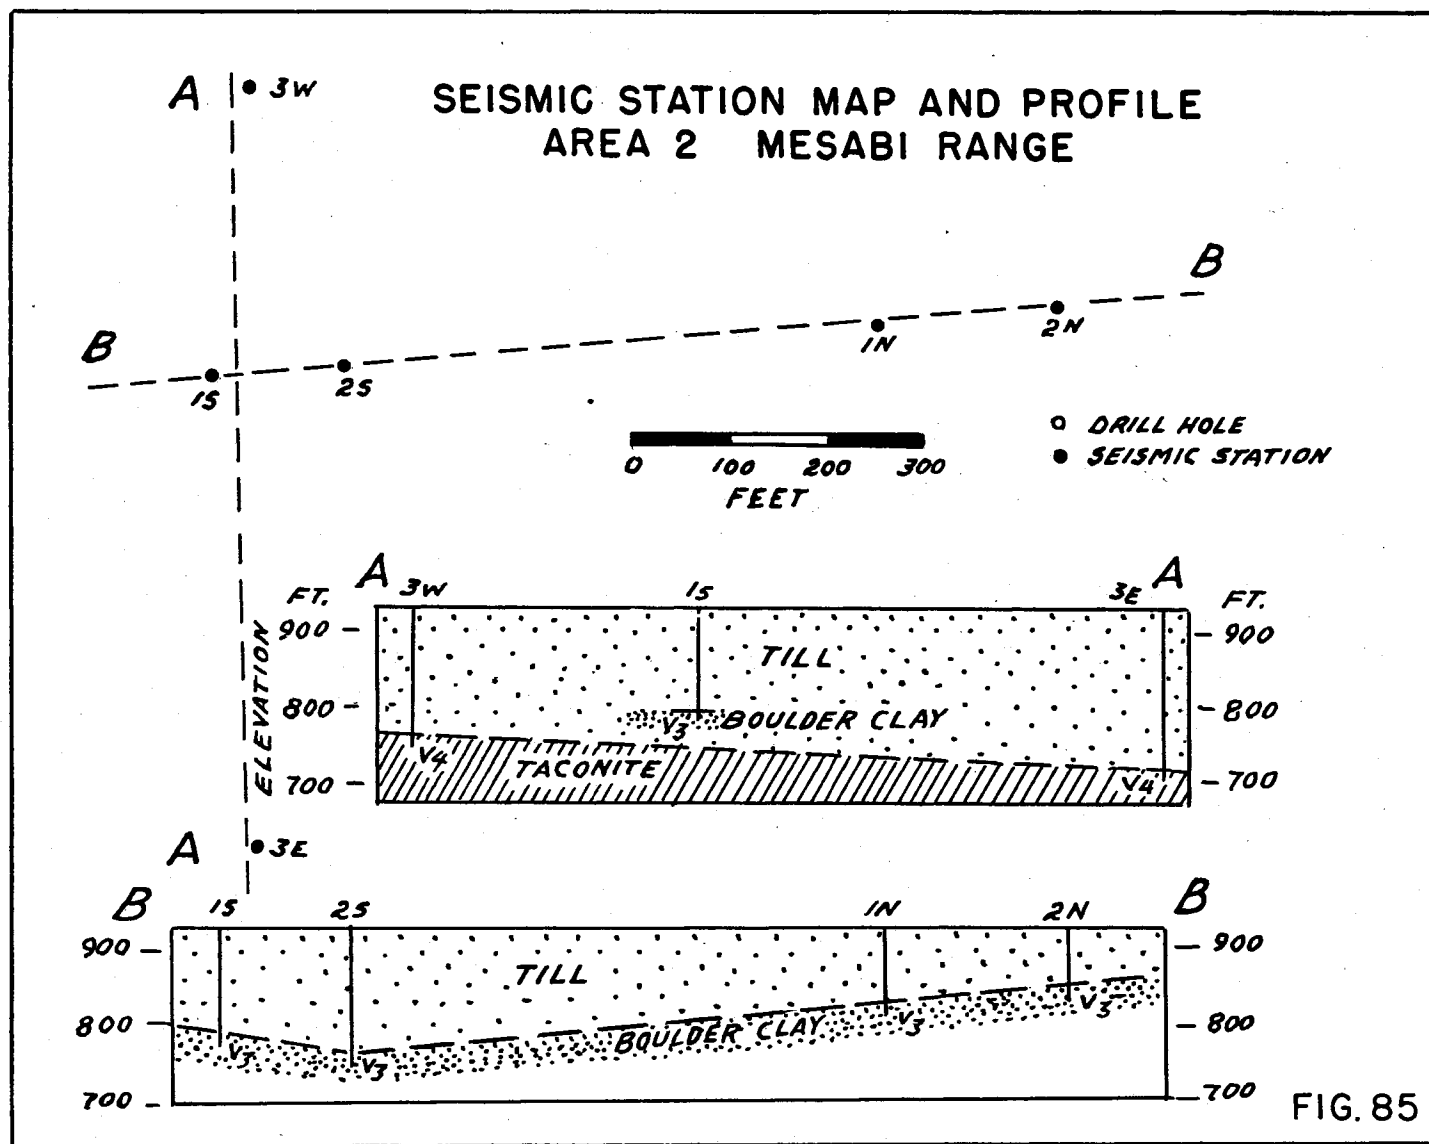 SEISMIC STATION MAP AND PROFILE
AREA 2 MESABI RANGE
A
3W
B
B
1S
2S
1N
2N
0 100 200 300
FEET
DRILL HOLE
SEISMIC STATION
A 3W 1S 3E A
FT. FT.
ELEVATION
900 900
TILL
800 800
V3 BOULDER CLAY
V4 TACONITE V4
700 700
A
3E
B 1S 2S 1N 2N B
900 900
TILL
800 800
V3 V3 BOULDER CLAY V3 V3
700 700
FIG. 85